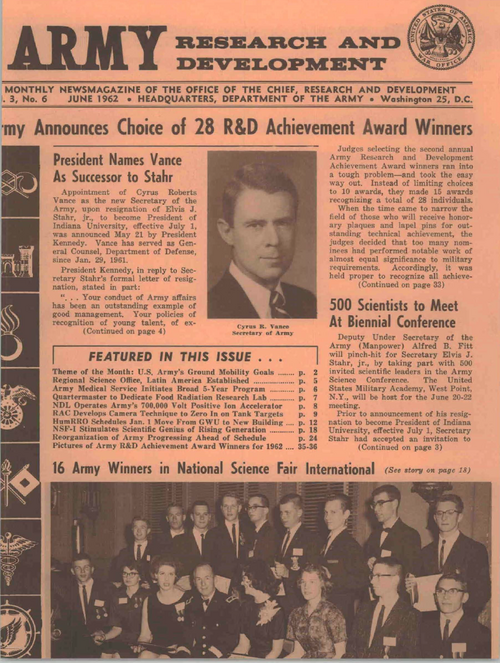 ARMY RESEARCH AND
DEVELOPMENT
UNITED STATES OF AMERICA
WAR OFFICE
MONTHLY NEWSMAGAZINE OF THE OFFICE OF THE CHIEF, RESEARCH AND DEVELOPMENT
. 3, No. 6 JUNE 1962 • HEADQUARTERS, DEPARTMENT OF THE ARMY • Washington 25, D.C.
my Announces Choice of 28 R&D Achievement Award Winners
President Names Vance
As Successor to Stahr
Appointment of Cyrus Roberts
Vance as the new Secretary of the
Army, upon resignation of Elvis J.
Stahr, jr., to become President of
Indiana University, effective July 1,
was announced May 21 by President
Kennedy. Vance has served as Gen-
eral Counsel, Department of Defense,
since Jan. 29, 1961.
President Kennedy, in reply to Sec-
retary Stahr's formal letter of resig-
nation, stated in part:
". . . Your conduct of Army affairs
has been an outstanding example of
good management. Your policies of
recognition of young talent, of ex-
(Continued on page 4)
Cyrus R. Vance
Secretary of Army
Judges selecting the second annual
Army Research and Development
Achievement Award winners ran into
a tough problem—and took the easy
way out. Instead of limiting choices
to 10 awards, they made 15 awards
recognizing a total of 28 individuals.
When the time came to narrow the
field of those who will receive honor-
ary plaques and lapel pins for out-
standing technical achievement, the
judges decided that too many nom-
inees had performed notable work of
almost equal significance to military
requirements. Accordingly, it was
held proper to recognize all achieve-
(Continued on page 33)
500 Scientists to Meet
At Biennial Conference
Deputy Under Secretary of the
Army (Manpower) Alfred B. Fitt
will pinch-hit for Secretary Elvis J.
Stahr, jr., by taking part with 500
invited scientific leaders in the Army
Science Conference. The United
States Military Academy, West Point,
N.Y., will be host for the June 20-22
meeting.
Prior to announcement of his resig-
nation to become President of Indiana
University, effective July 1, Secretary
Stahr had accepted an invitation to
(Continued on page 3)
FEATURED IN THIS ISSUE . . .
Theme of the Month: U.S. Army's Ground Mobility Goals ....... p. 2
Regional Science Office, Latin America Established ............ p. 5
Army Medical Service Initiates Broad 5-Year Program ....... p. 6
Quartermaster to Dedicate Food Radiation Research Lab ....... p. 7
NDL Operates Army's 700,000 Volt Positive Ion Accelerator p. 8
RAC Develops Camera Technique to Zero In on Tank Targets p. 9
HumRRO Schedules Jan. 1 Move From GWU to New Building .... p. 12
NSF-I Stimulates Scientific Genius of Rising Generation ....... p. 18
Reorganization of Army Progressing Ahead of Schedule p. 24
Pictures of Army R&D Achievement Award Winners for 1962 .... 35-36
16 Army Winners in National Science Fair International (See story on page 18)